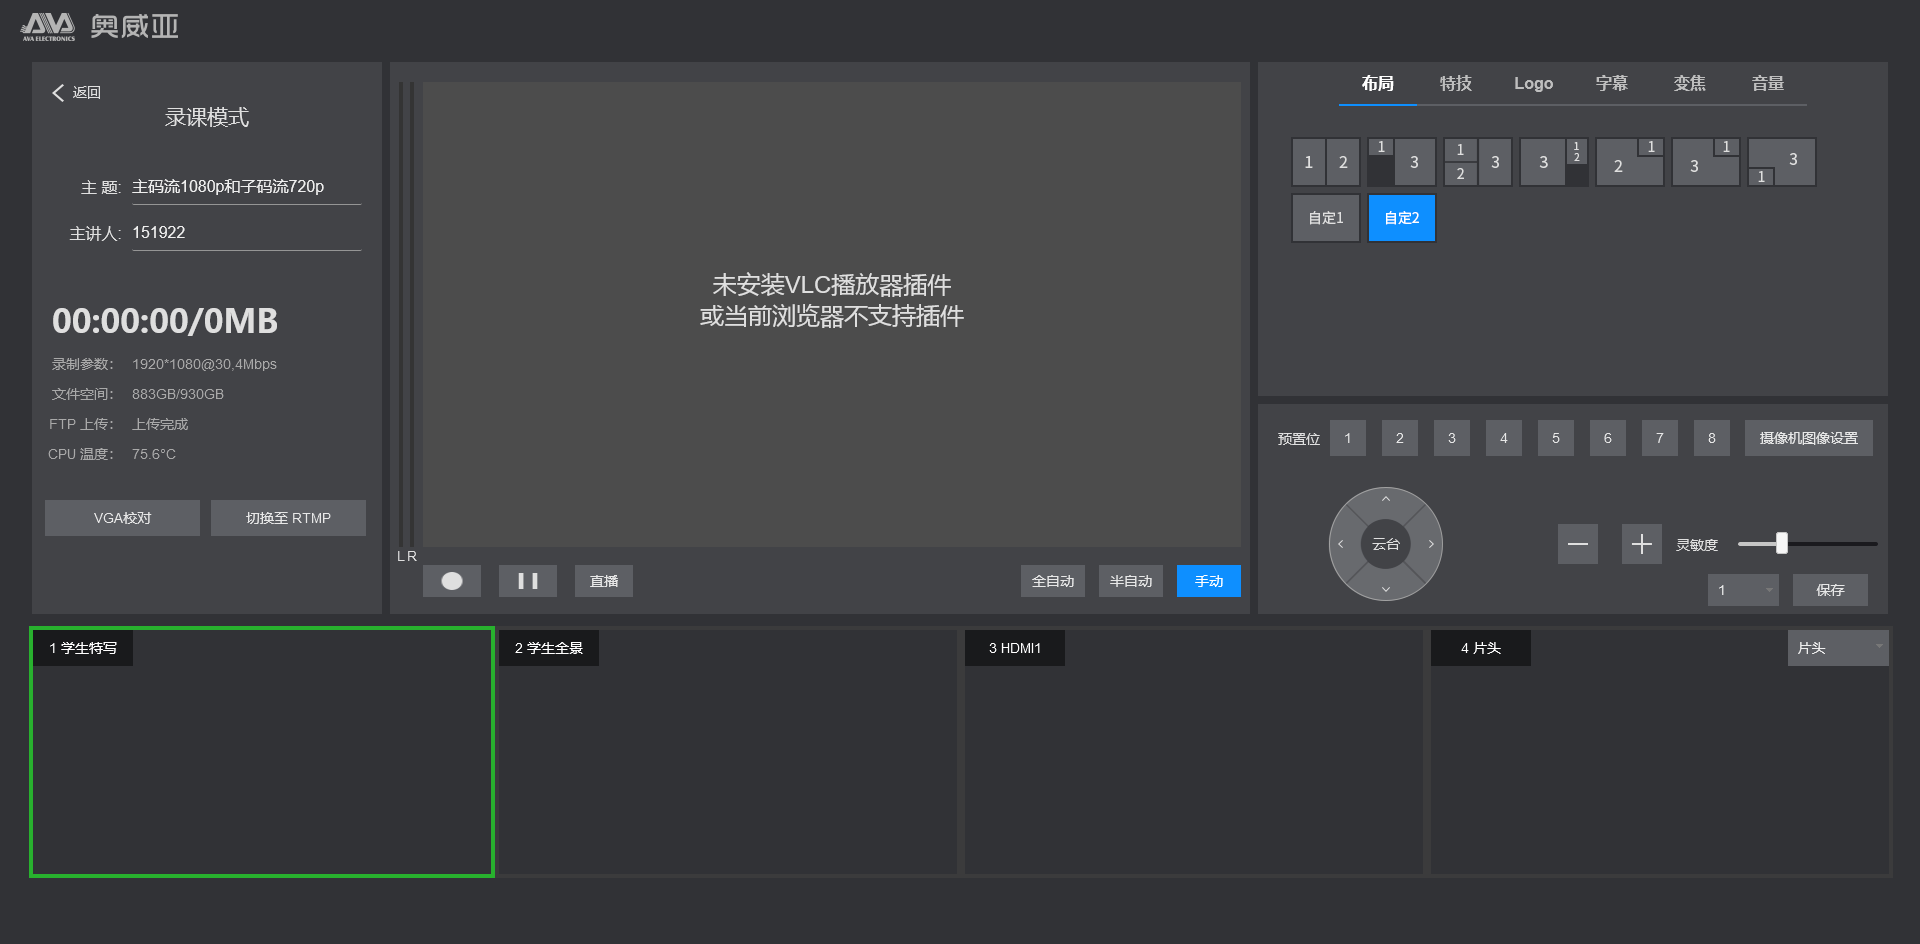 AVA
AVA ELECTRONICS
奥威亚
返回
录课模式
主 题: 主码流1080p和子码流720p
主讲人: 151922
00:00:00/0MB
录制参数: 1920*1080@30,4Mbps
文件空间: 883GB/930GB
FTP 上传: 上传完成
CPU 温度: 75.6°C
VGA校对 切换至 RTMP
未安装VLC播放器插件
或当前浏览器不支持插件
L R
直播 全自动 半自动 手动
布局 特技 Logo 字幕 变焦 音量
1 2
1 3
1 2 3
3 1 2
2 1
3 1
3 1
自定1 自定2
预置位 1 2 3 4 5 6 7 8 摄像机图像设置
云台
灵敏度
1 保存
1 学生特写
2 学生全景
3 HDMI1
4 片头
片头